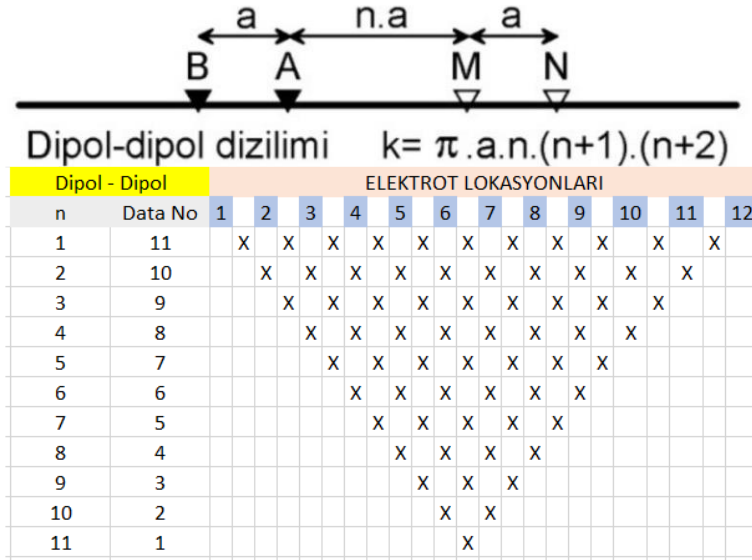 a n.a a
B A M N
Dipol-dipol dizilimi k= π.a.n.(n+1).(n+2)
Dipol - Dipol ELEKTROT LOKASYONLARI
n Data No 1 2 3 4 5 6 7 8 9 10 11 12
1 11 X X X X X X X X X X X
2 10 X X X X X X X X X X
3 9 X X X X X X X X X
4 8 X X X X X X X X
5 7 X X X X X X X
6 6 X X X X X X
7 5 X X X X X
8 4 X X X X
9 3 X X X
10 2 X X
11 1 X